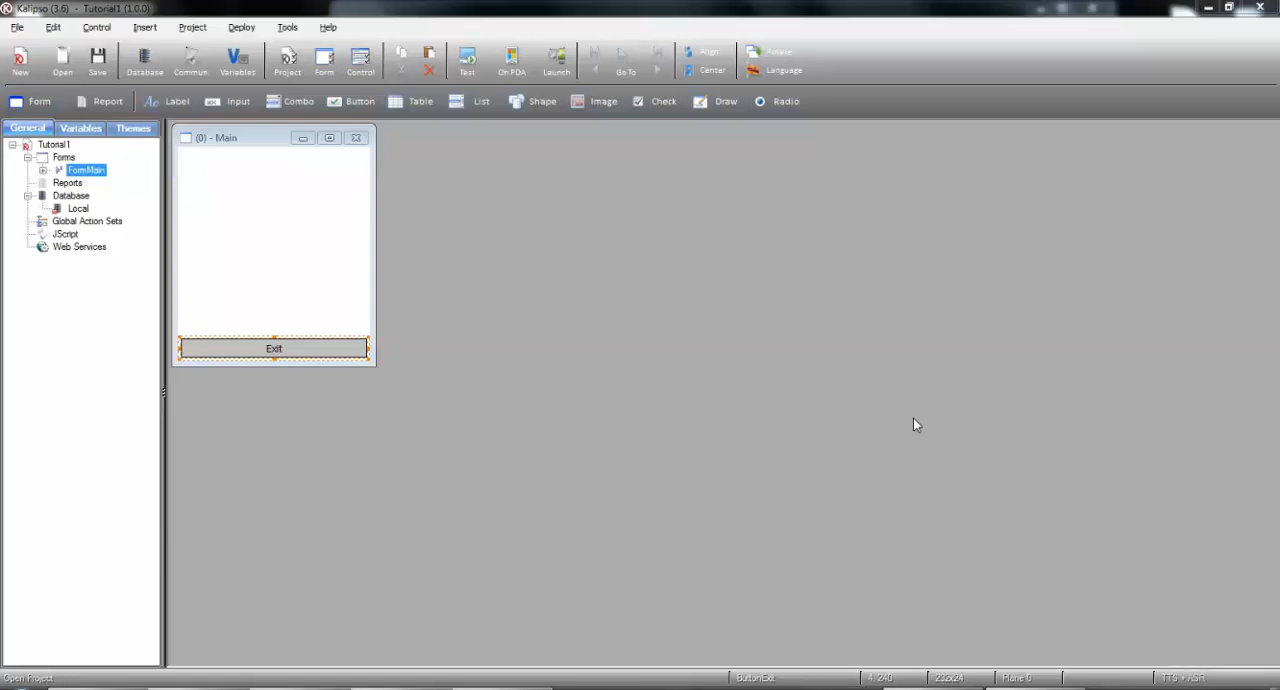 Kalipso (3.6) - Tutorial1 (1.0.0)
File Edit Control Insert Project Deploy Tools Help
New Open Save Database Commun. Variables Project Form Control Test On PDA Launch Go To Align Center Rotate Language
Form Report Label Input Combo Button Table List Shape Image Check Draw Radio
General Variables Themes
(0) - Main
Tutorial1
Forms
FormMain
Reports
Database
Local
Global Action Sets
JScript
Web Services
Exit
Open Project ButtonExit 4, 240 232x24 Plane 0 TTS + ASR